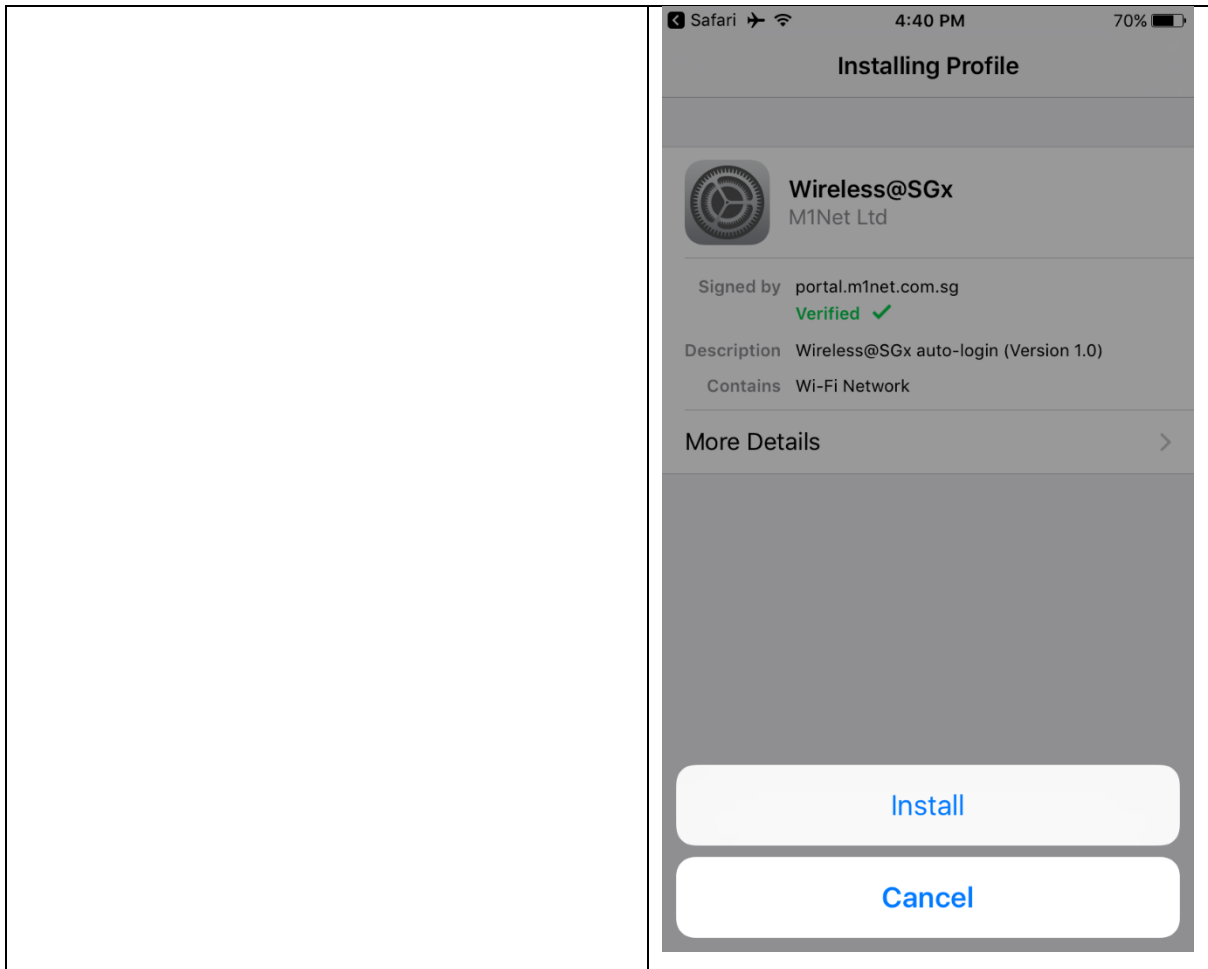 Safari 4:40 PM 70%
Installing Profile
Wireless@SGx
M1Net Ltd
Signed by portal.m1net.com.sg
Verified
Description Wireless@SGx auto-login (Version 1.0)
Contains Wi-Fi Network
More Details
Install
Cancel